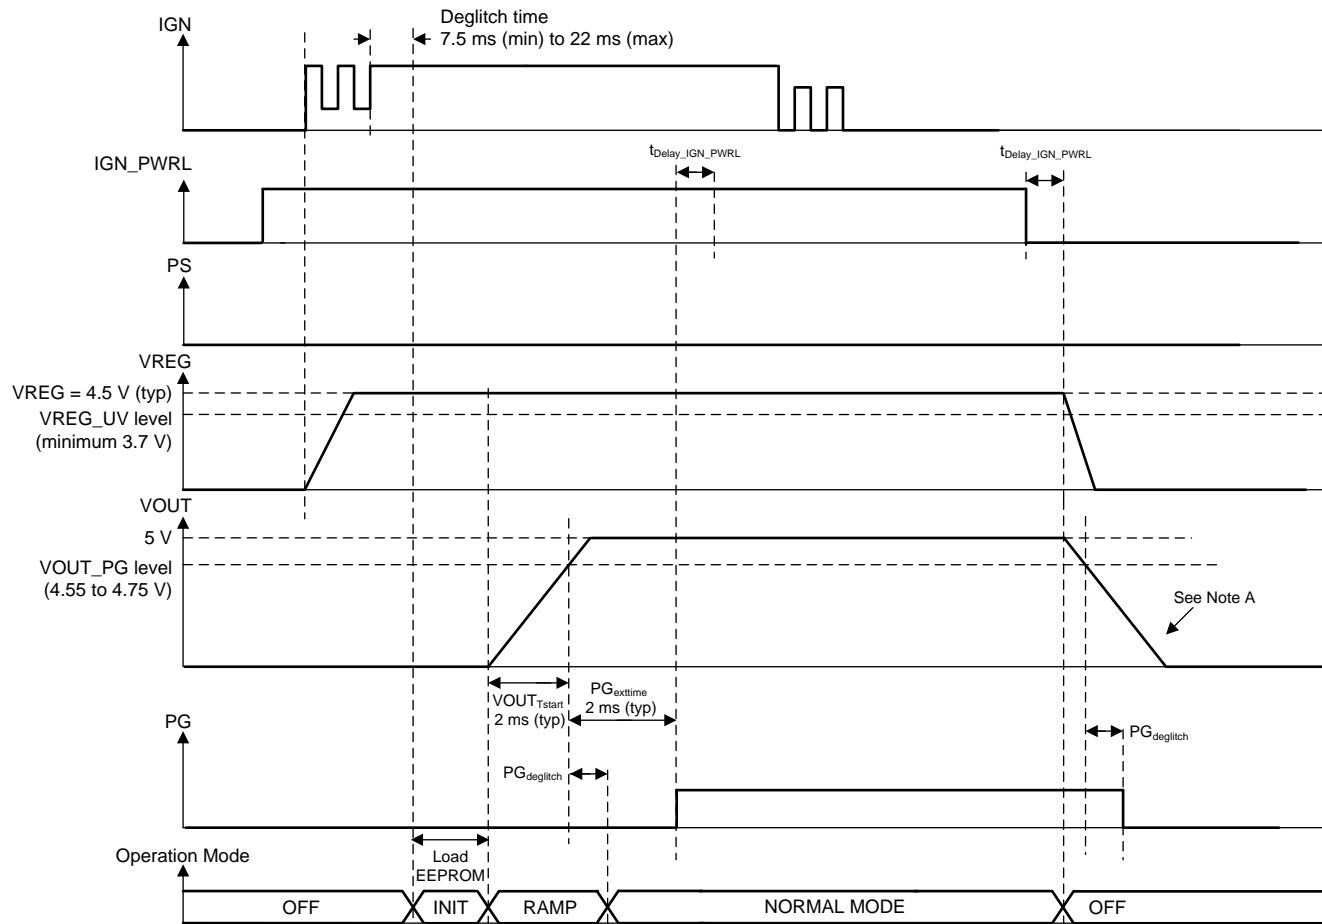 IGN
Deglitch time
7.5 ms (min) to 22 ms (max)
IGN_PWRL
tDelay_IGN_PWRL
tDelay_IGN_PWRL
PS
VREG
VREG = 4.5 V (typ)
VREG_UV level
(minimum 3.7 V)
VOUT
5 V
VOUT_PG level
(4.55 to 4.75 V)
See Note A
VOUTTstart
2 ms (typ)
PGexttime
2 ms (typ)
PG
PGdeglitch
PGdeglitch
Operation Mode
Load
EEPROM
OFF
INIT
RAMP
NORMAL MODE
OFF